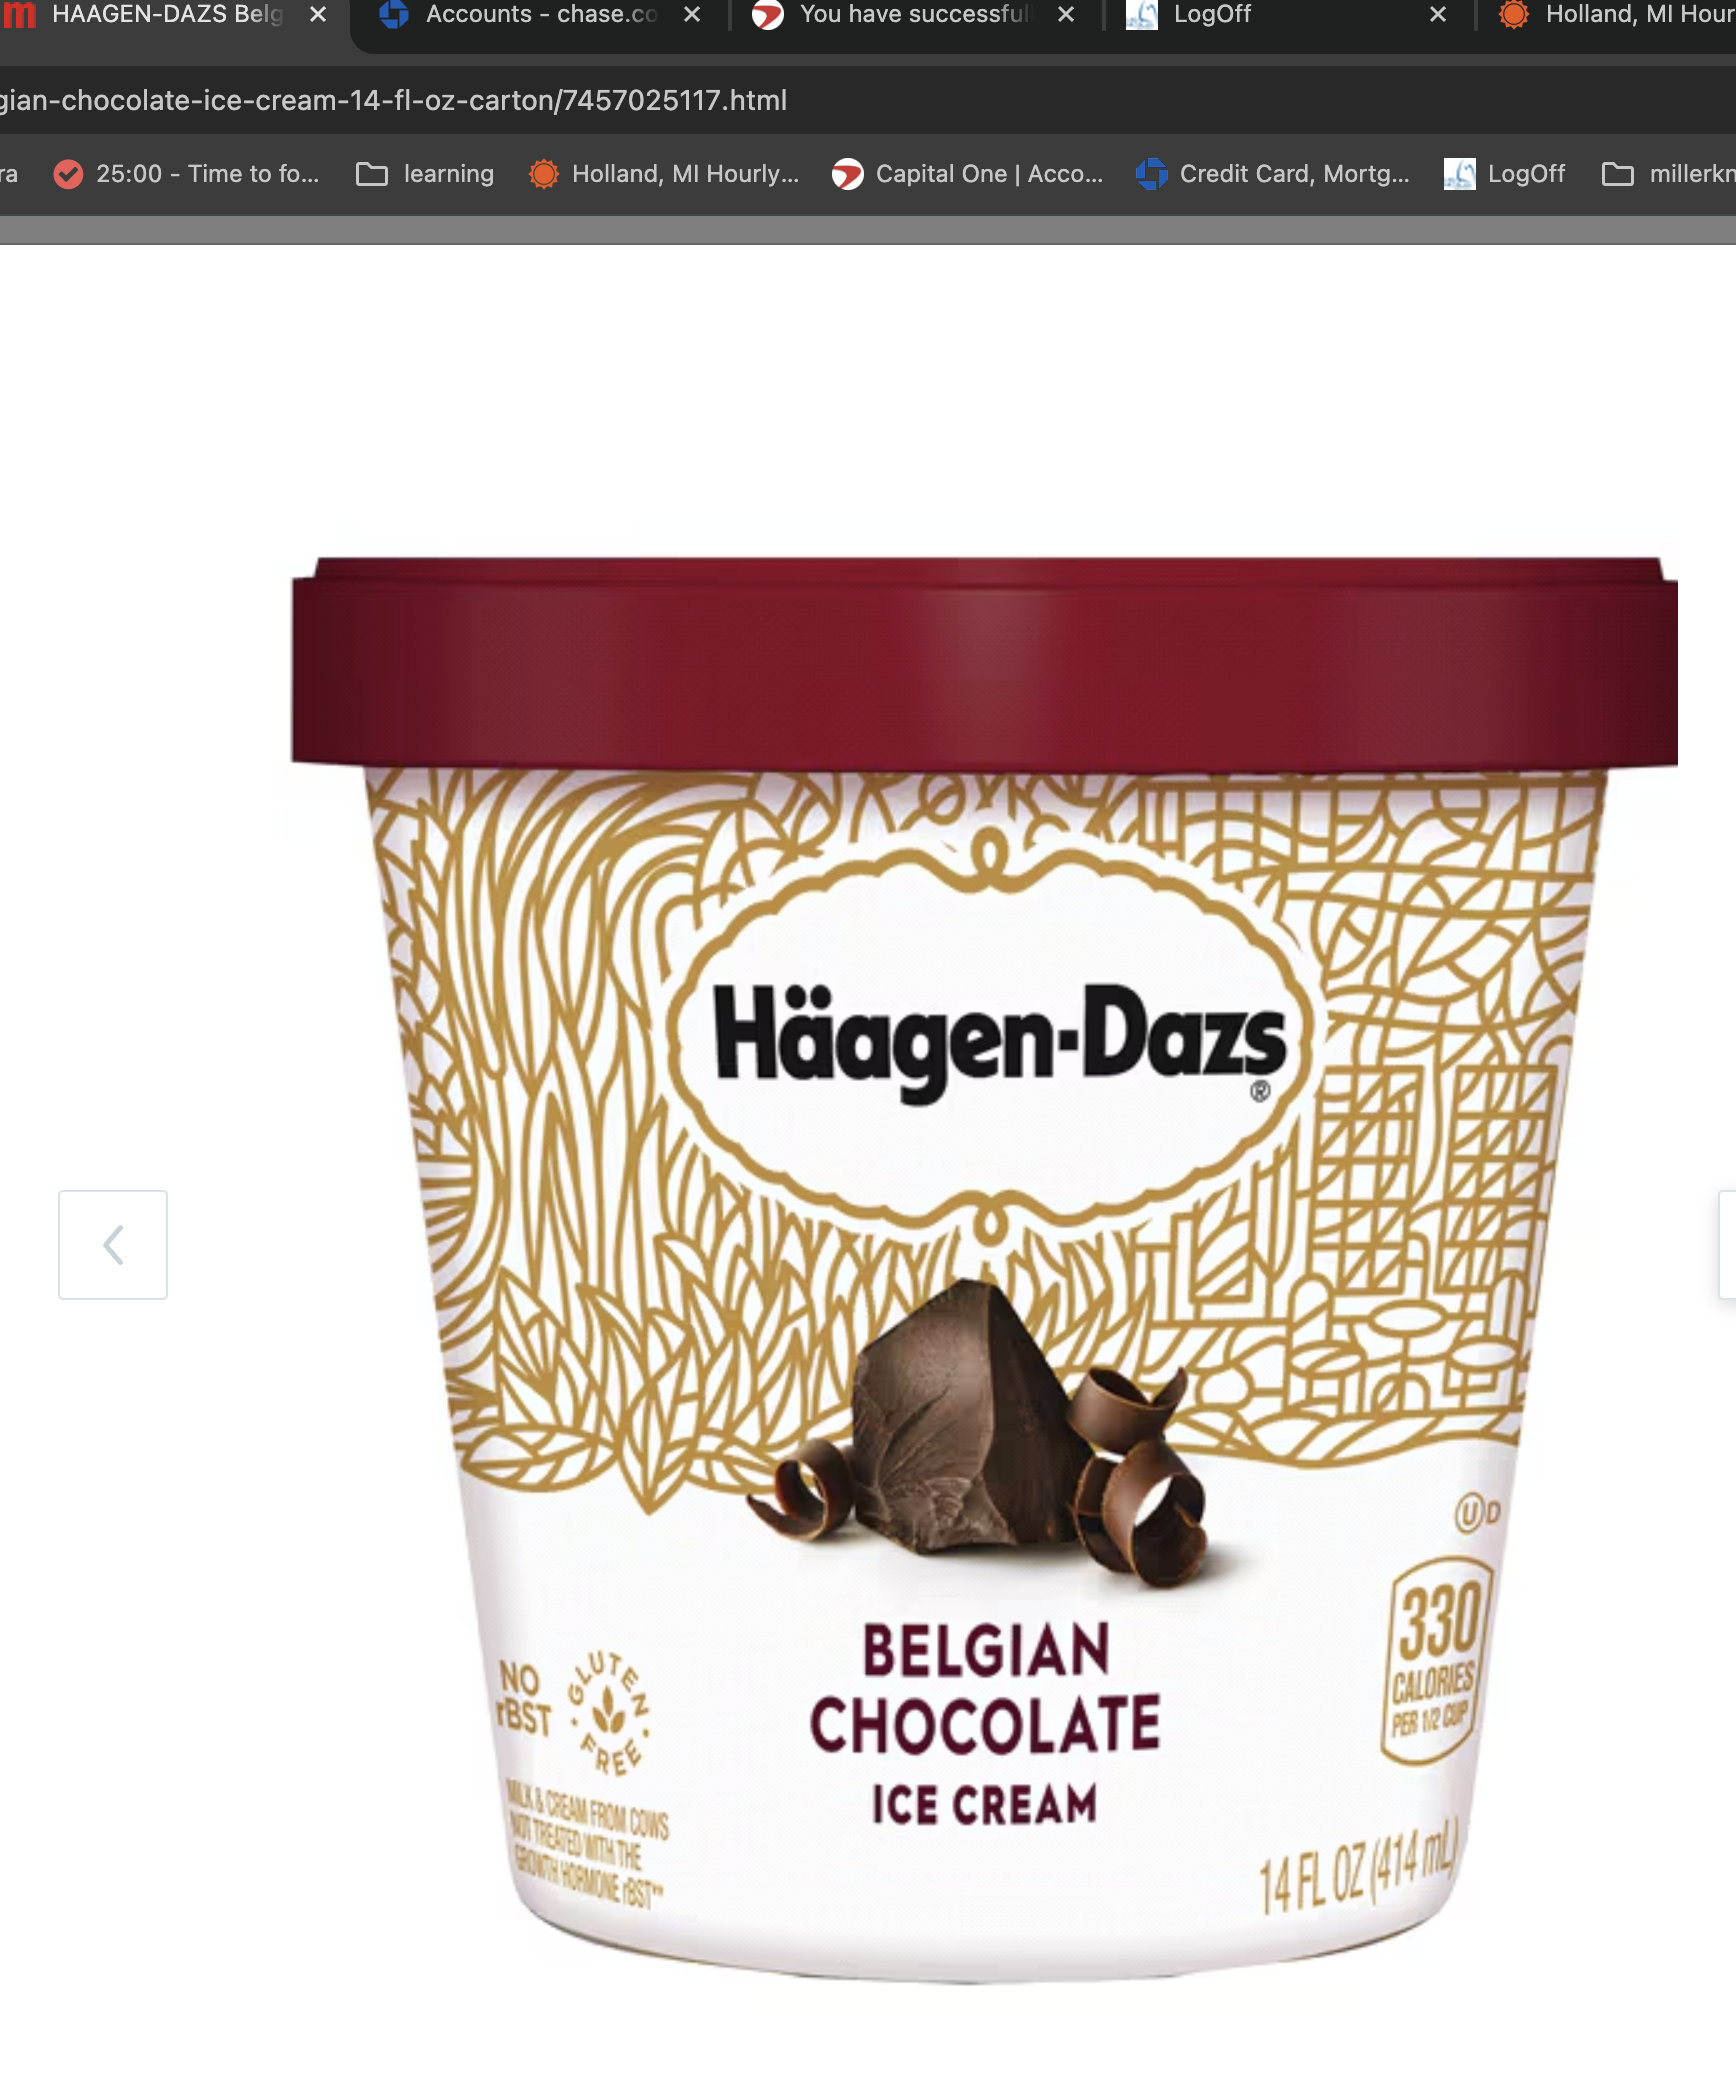 HAAGEN-DAZS Belg
Accounts - chase.co
You have successful
LogOff
Holland, MI Hour
gian-chocolate-ice-cream-14-fl-oz-carton/7457025117.html
ra
25:00 - Time to fo...
learning
Holland, MI Hourly...
Capital One | Acco...
Credit Card, Mortg...
LogOff
millerkn
Häagen-Dazs
®
U D
330
CALORIES
PER 1/2 CUP
BELGIAN
CHOCOLATE
ICE CREAM
NO
rBST
GLUTEN
FREE
MILK & CREAM FROM COWS
NOT TREATED WITH THE
GROWTH HORMONE rBST**
14 FL OZ (414 mL)